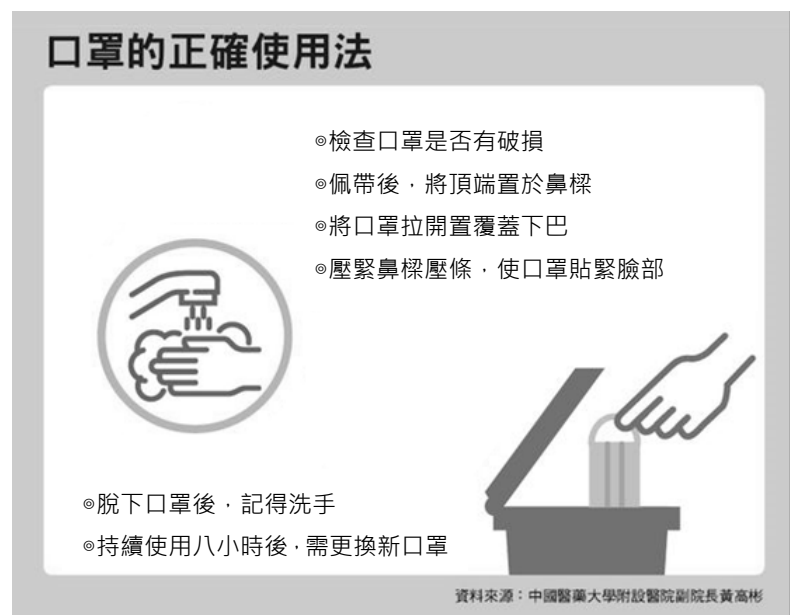 口罩的正確使用法
◎檢查口罩是否有破損
◎佩帶後，將頂端置於鼻樑
◎將口罩拉開置覆蓋下巴
◎壓緊鼻樑壓條，使口罩貼緊臉部
◎脫下口罩後，記得洗手
◎持續使用八小時後，需更換新口罩
資料來源：中國醫藥大學附設醫院副院長黃高彬